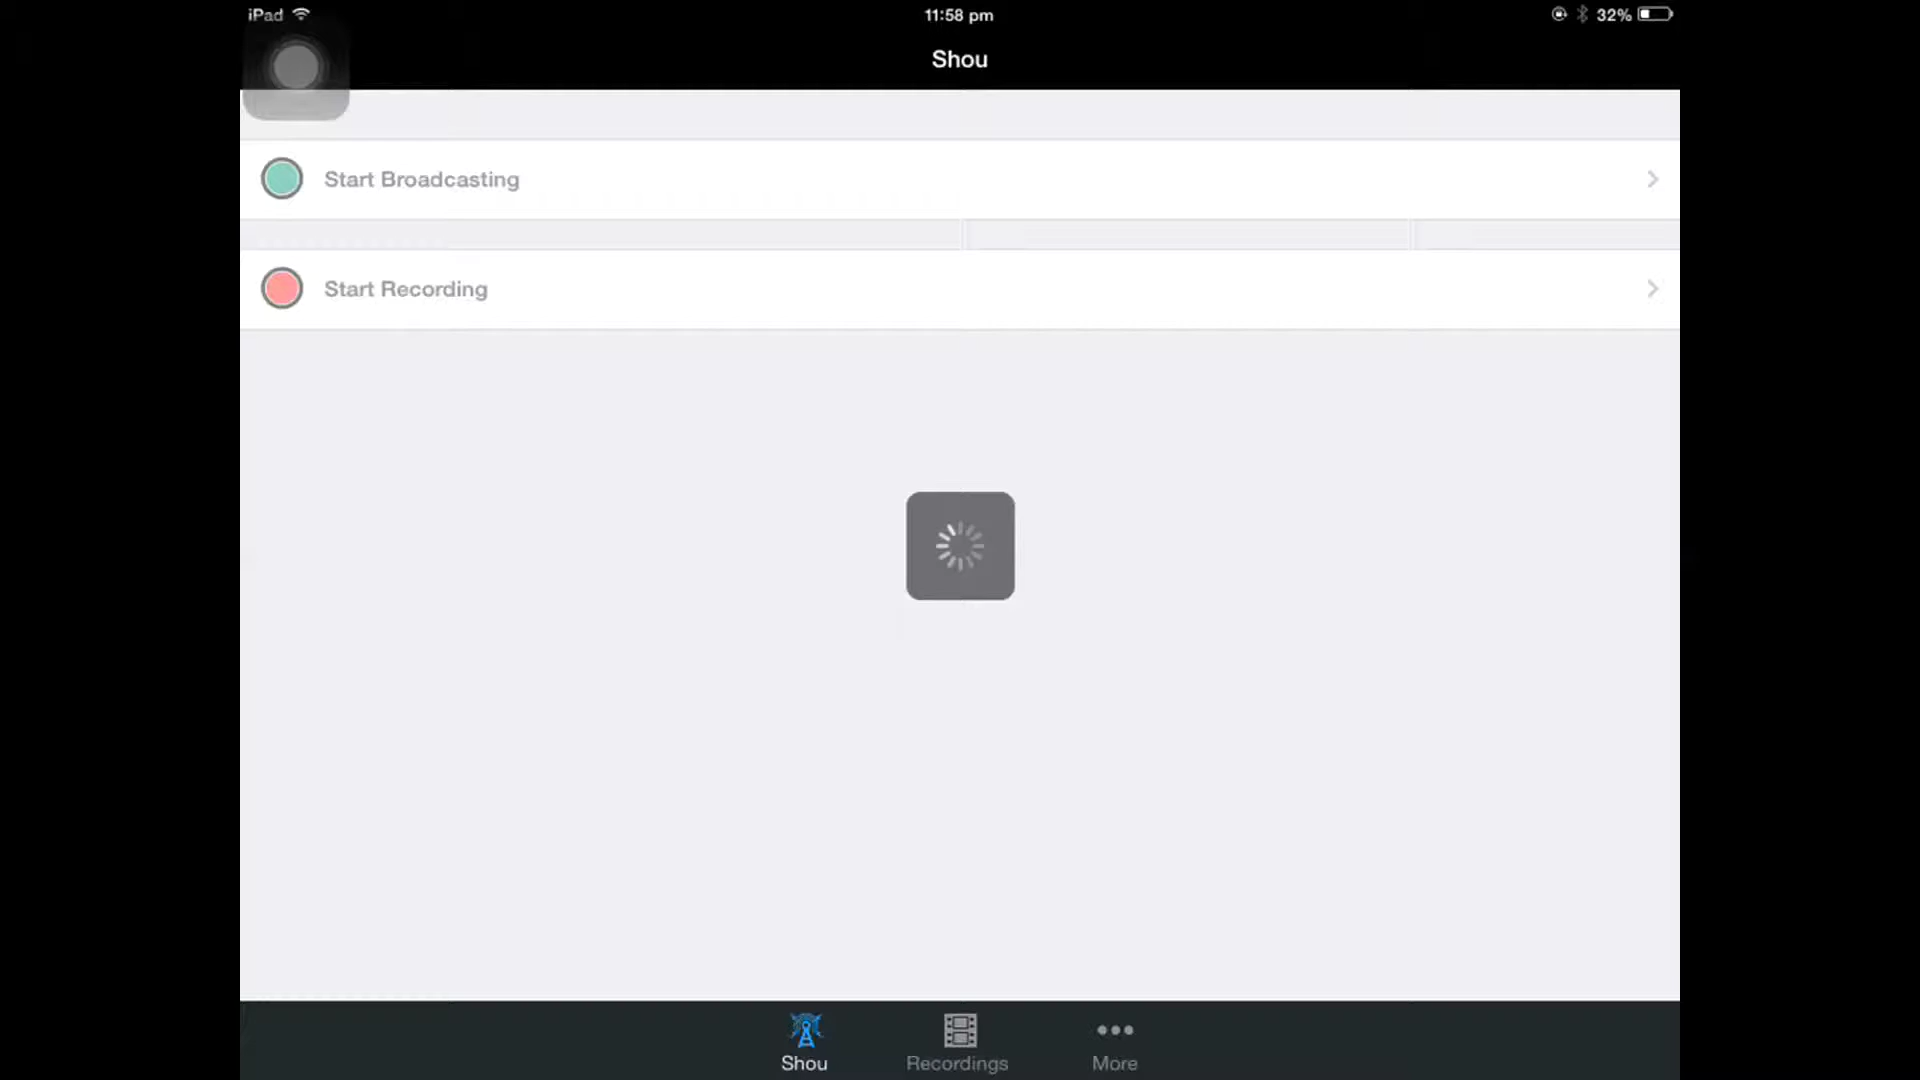 iPad
11:58 pm
32%
Shou
Start Broadcasting
Start Recording
Shou
Recordings
More